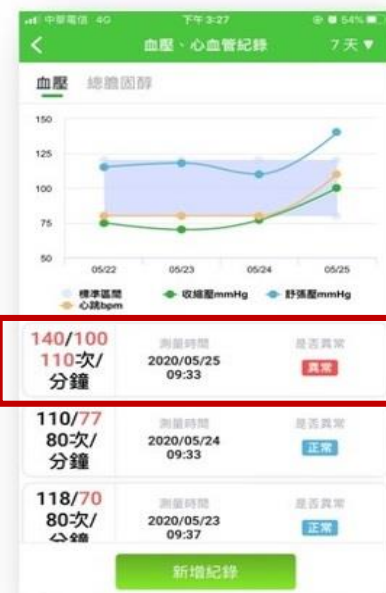 中華電信 4G 下午 3:27 54%
血壓、心血管紀錄 7 天 ▼
血壓 總膽固醇
150
125
100
75
50
05/22 05/23 05/24 05/25
標準區間 收縮壓mmHg 舒張壓mmHg
心跳bpm
140/100
110次/
分鐘
測量時間
2020/05/25
09:33
是否異常
異常
110/77
80次/
分鐘
測量時間
2020/05/24
09:33
是否異常
正常
118/70
80次/
分鐘
測量時間
2020/05/23
09:37
是否異常
正常
新增紀錄